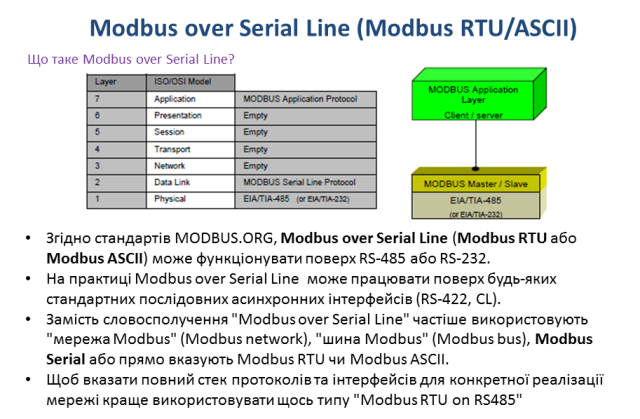 Modbus over Serial Line (Modbus RTU/ASCII)
Що таке Modbus over Serial Line?
Layer ISO/OSI Model
7 Application MODBUS Application Protocol
6 Presentation Empty
5 Session Empty
4 Transport Empty
3 Network Empty
2 Data Link MODBUS Serial Line Protocol
1 Physical EIA/TIA-485 (or EIA/TIA-232)
MODBUS Application
Layer
Client / server
MODBUS Master / Slave
EIA/TIA-485
(or EIA/TIA-232)
• Згідно стандартів MODBUS.ORG, Modbus over Serial Line (Modbus RTU або
Modbus ASCII) може функціонувати поверх RS-485 або RS-232.
• На практиці Modbus over Serial Line може працювати поверх будь-яких
стандартних послідовних асинхронних інтерфейсів (RS-422, CL).
• Замість словосполучення "Modbus over Serial Line" частіше використовують
"мережа Modbus" (Modbus network), "шина Modbus" (Modbus bus), Modbus
Serial або прямо вказують Modbus RTU чи Modbus ASCII.
• Щоб вказати повний стек протоколів та інтерфейсів для конкретної реалізації
мережі краще використовувати щось типу "Modbus RTU on RS485"